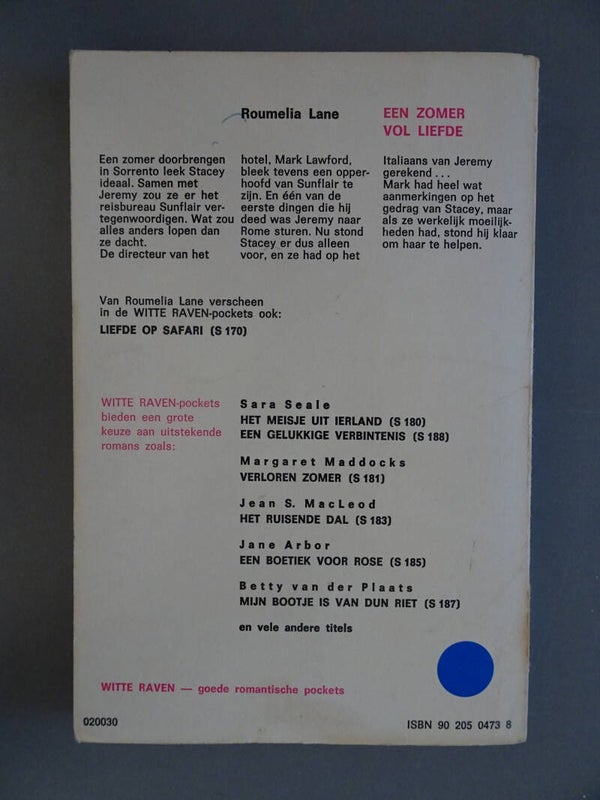 Roumelia Lane
EEN ZOMER
VOL LIEFDE
Een zomer doorbrengen
in Sorrento leek Stacey
ideaal. Samen met
Jeremy zou ze er het
reisbureau Sunflair ver-
tegenwoordigen. Wat zou
alles anders lopen dan
ze dacht.
De directeur van het
hotel, Mark Lawford,
bleek tevens een opper-
hoofd van Sunflair te
zijn. En één van de
eerste dingen die hij
deed was Jeremy naar
Rome sturen. Nu stond
Stacey er dus alleen
voor, en ze had op het
Italiaans van Jeremy
gerekend . . .
Mark had heel wat
aanmerkingen op het
gedrag van Stacey, maar
als ze werkelijk moeilijk-
heden had, stond hij klaar
om haar te helpen.
Van Roumelia Lane verscheen
in de WITTE RAVEN-pockets ook:
LIEFDE OP SAFARI (S 170)
WITTE RAVEN-pockets
bieden een grote
keuze aan uitstekende
romans zoals:
Sara Seale
HET MEISJE UIT IERLAND (S 180)
EEN GELUKKIGE VERBINTENIS (S 188)
Margaret Maddocks
VERLOREN ZOMER (S 181)
Jean S. MacLeod
HET RUISENDE DAL (S 183)
Jane Arbor
EEN BOETIEK VOOR ROSE (S 185)
Betty van der Plaats
MIJN BOOTJE IS VAN DUN RIET (S 187)
en vele andere titels
WITTE RAVEN — goede romantische pockets
020030
ISBN 90 205 0473 8